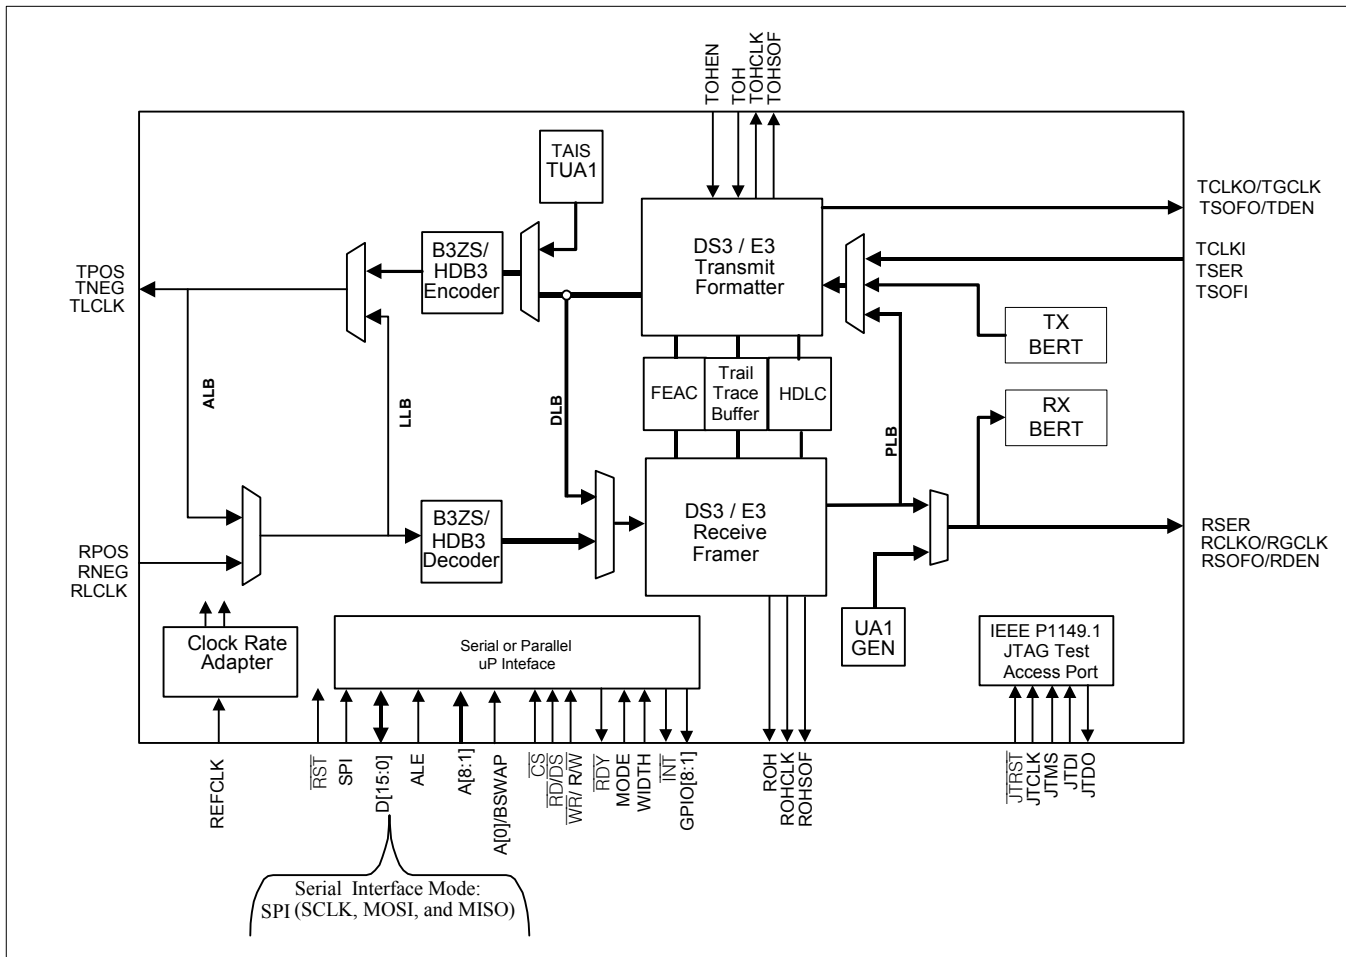 TOHEN
TOH
TOHCLK
TOHSOF
TAIS
TUA1
TCLKO/TGCLK
TSOFO/TDEN
B3ZS/
HDB3
Encoder
DS3 / E3
Transmit
Formatter
TCLKI
TSER
TSOFI
TPOS
TNEG
TLCLK
TX
BERT
ALB
LLB
DLB
FEAC
Trail
Trace
Buffer
HDLC
PLB
RX
BERT
B3ZS/
HDB3
Decoder
DS3 / E3
Receive
Framer
RSER
RCLKO/RGCLK
RSOFO/RDEN
RPOS
RNEG
RLCLK
Clock Rate
Adapter
Serial or Parallel
uP Inteface
UA1
GEN
IEEE P1149.1
JTAG Test
Access Port
REFCLK
RST
SPI
D[15:0]
ALE
A[8:1]
A[0]/BSWAP
CS
RD/DS
WR/ R/W
RDY
MODE
WIDTH
INT
GPIO[8:1]
ROH
ROHCLK
ROHSOF
JTRST
JTCLK
JTMS
JTDI
JTDO
Serial Interface Mode:
SPI (SCLK, MOSI, and MISO)